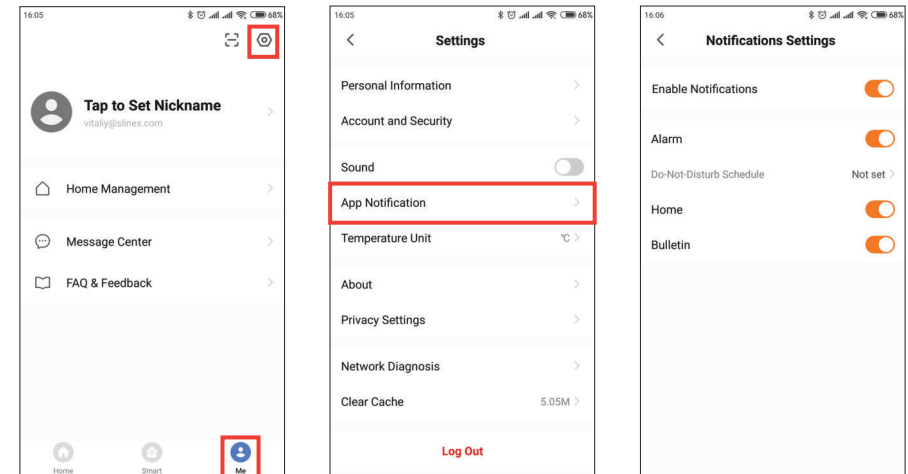 16:05 68%
Tap to Set Nickname
vitaliy@slinex.com
Home Management
Message Center
FAQ & Feedback
Home Smart Me
16:05 68%
Settings
Personal Information
Account and Security
Sound
App Notification
Temperature Unit °C
About
Privacy Settings
Network Diagnosis
Clear Cache 5.05M
Log Out
16:06 68%
Notifications Settings
Enable Notifications
Alarm
Do-Not-Disturb Schedule Not set
Home
Bulletin